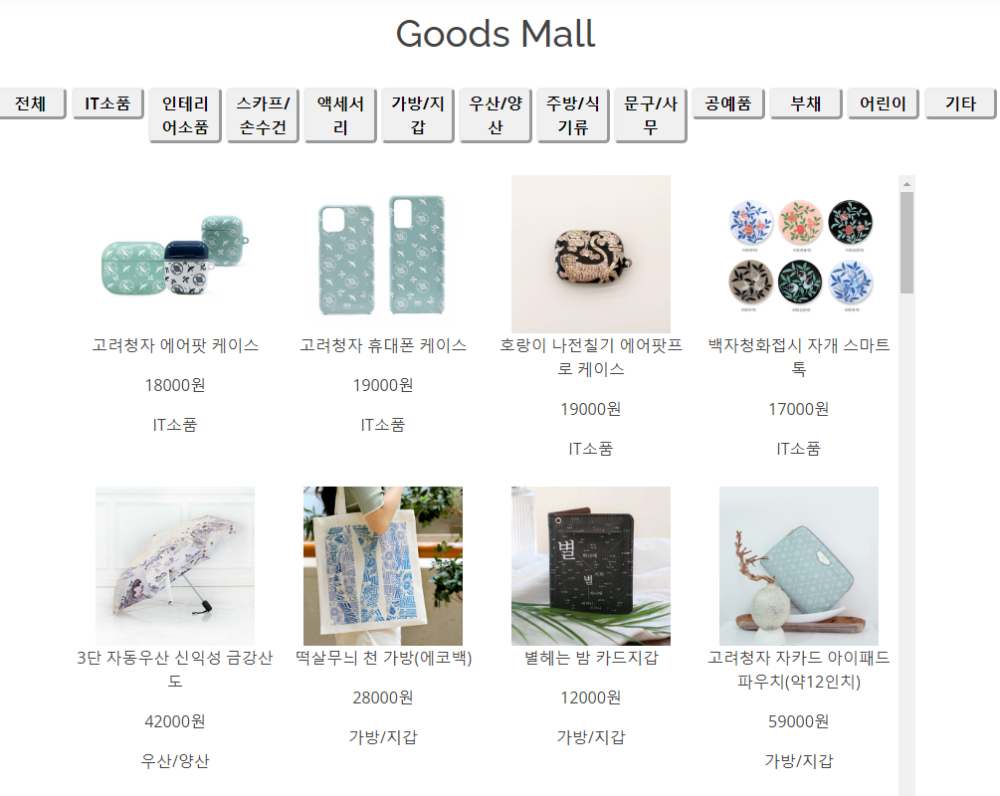 Goods Mall
전체
IT소품
인테리
어소품
스카프/
손수건
액세서
리
가방/지
갑
우산/양
산
주방/식
기류
문구/사
무
공예품
부채
어린이
기타
고려청자 에어팟 케이스
18000원
IT소품
고려청자 휴대폰 케이스
19000원
IT소품
호랑이 나전칠기 에어팟프
로 케이스
19000원
IT소품
백자청화접시 자개 스마트
톡
17000원
IT소품
3단 자동우산 신익성 금강산
도
42000원
우산/양산
떡살무늬 천 가방(에코백)
28000원
가방/지갑
별
별
별헤는 밤 카드지갑
12000원
가방/지갑
고려청자 자카드 아이패드
파우치(약12인치)
59000원
가방/지갑